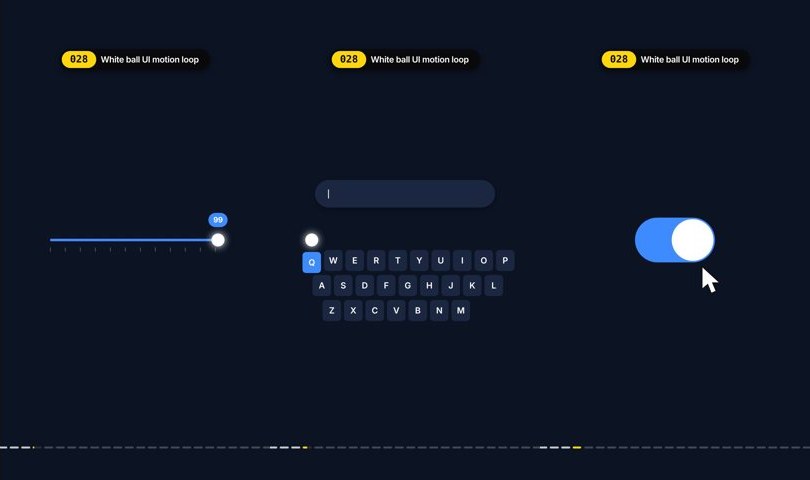 028 White ball UI motion loop
028 White ball UI motion loop
028 White ball UI motion loop
99
Q W E R T Y U I O P
A S D F G H J K L
Z X C V B N M